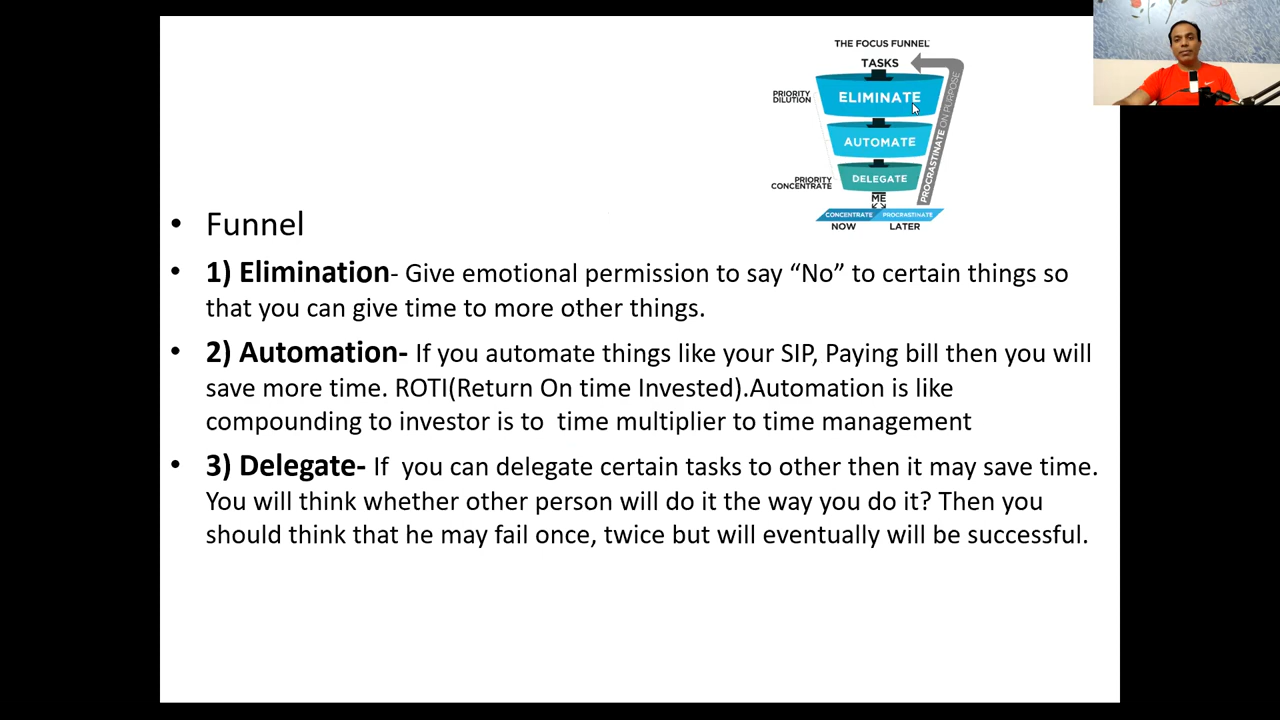 THE FOCUS FUNNEL
TASKS
PRIORITY
DILUTION
ELIMINATE
AUTOMATE
PRIORITY
CONCENTRATE
DELEGATE
PROCRASTINATE ON PURPOSE
ME
CONCENTRATE PROCRASTINATE
NOW LATER
• Funnel
• 1) Elimination- Give emotional permission to say “No” to certain things so
that you can give time to more other things.
• 2) Automation- If you automate things like your SIP, Paying bill then you will
save more time. ROTI(Return On time Invested).Automation is like
compounding to investor is to  time multiplier to time management
• 3) Delegate- If  you can delegate certain tasks to other then it may save time.
You will think whether other person will do it the way you do it? Then you
should think that he may fail once, twice but will eventually will be successful.